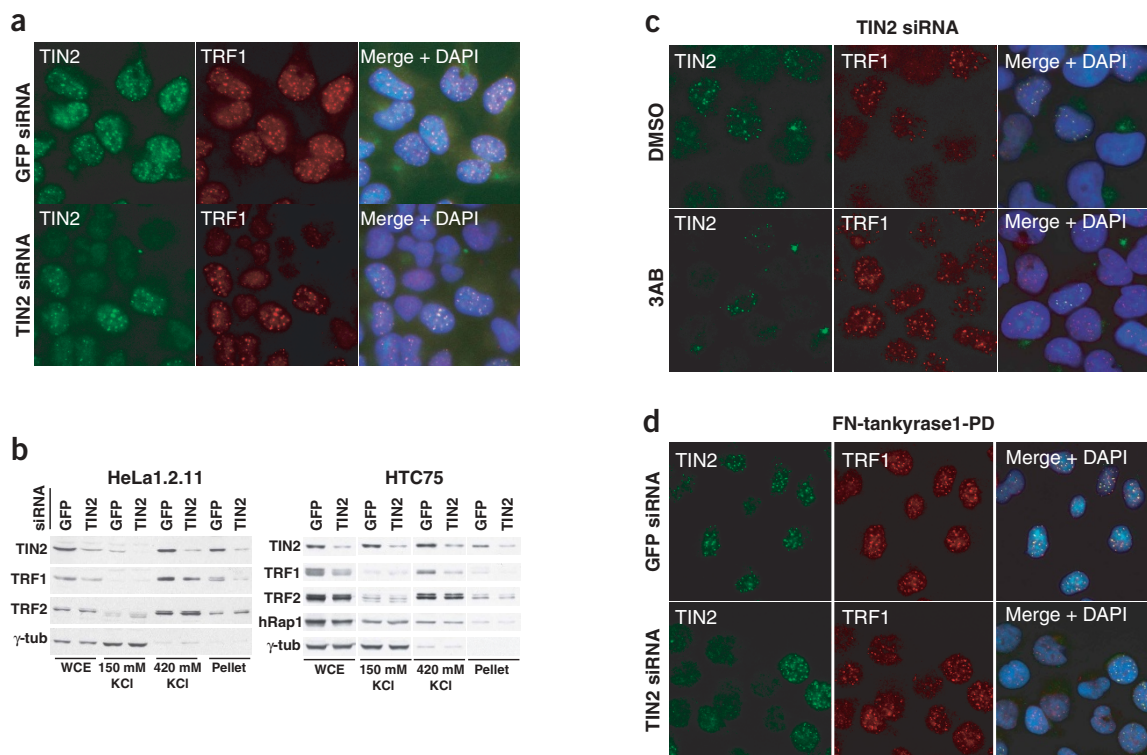 a
TIN2 TRF1 Merge + DAPI
GFP siRNA
TIN2 TRF1 Merge + DAPI
TIN2 siRNA
b
HeLa1.2.11
siRNA GFP TIN2 GFP TIN2 GFP TIN2 GFP TIN2
TIN2
TRF1
TRF2
γ-tub
WCE 150 mM KCl 420 mM KCl Pellet
HTC75
GFP TIN2 GFP TIN2 GFP TIN2 GFP TIN2
TIN2
TRF1
TRF2
hRap1
γ-tub
WCE 150 mM KCl 420 mM KCl Pellet
c
TIN2 siRNA
TIN2 TRF1 Merge + DAPI
DMSO
TIN2 TRF1 Merge + DAPI
3AB
d
FN-tankyrase1-PD
TIN2 TRF1 Merge + DAPI
GFP siRNA
TIN2 TRF1 Merge + DAPI
TIN2 siRNA